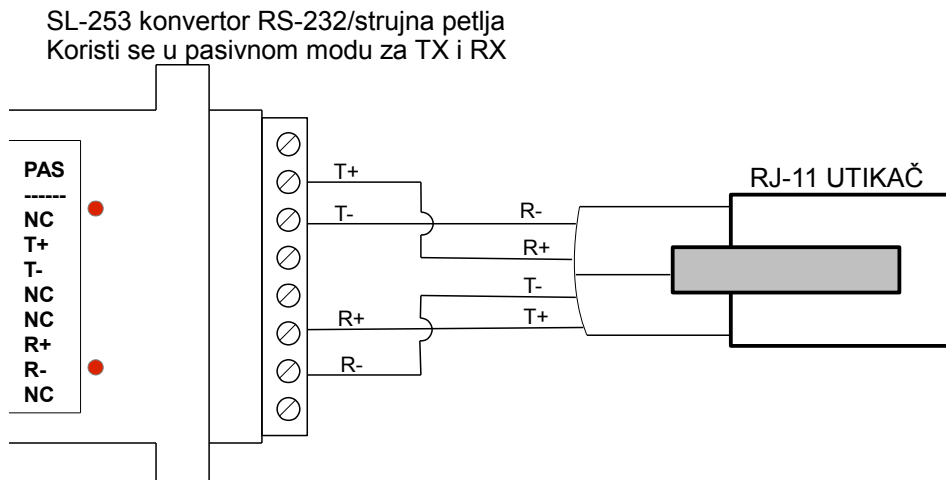 SL-253 konvertor RS-232/strujna petlja
Koristi se u pasivnom modu za TX i RX
PAS
------
NC
T+
T-
NC
NC
R+
R-
NC
T+
T-
R+
R-
R-
R+
T-
T+
RJ-11 UTIKAČ